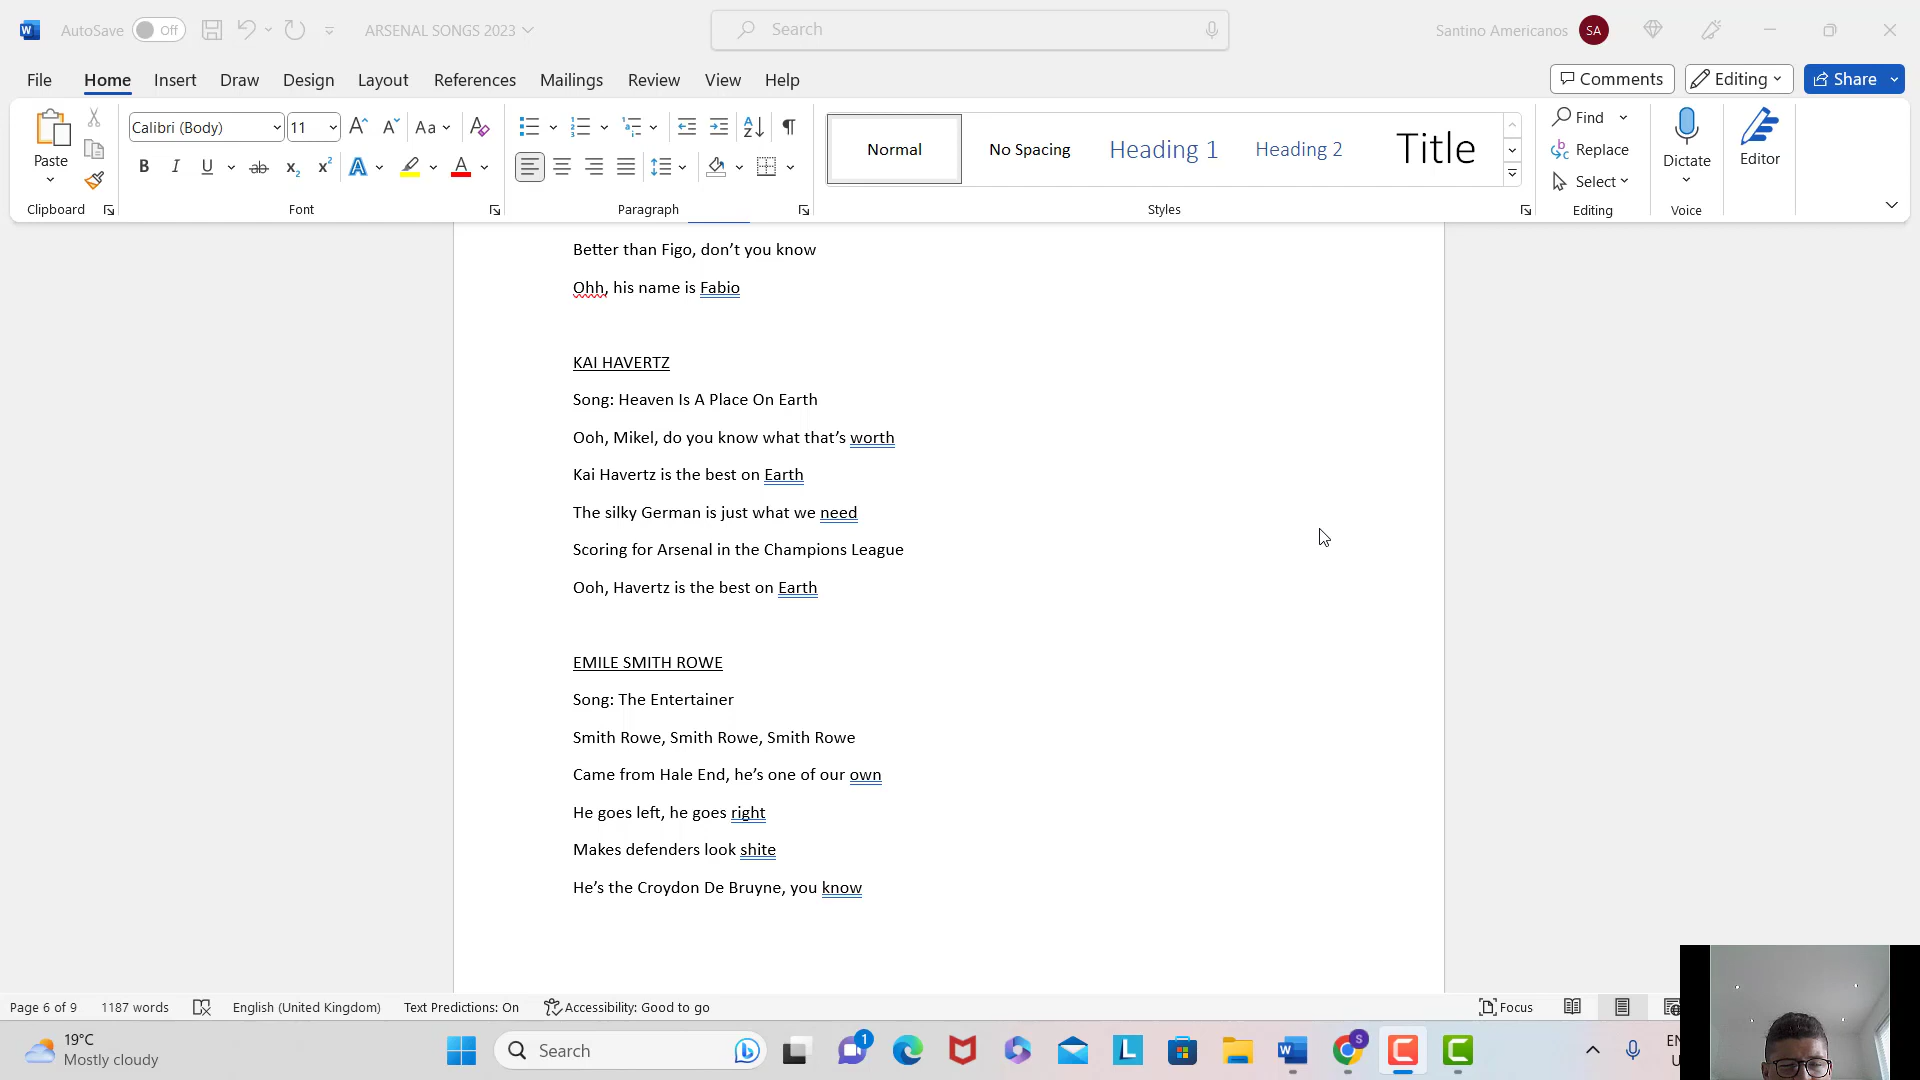 AutoSave Off ARSENAL SONGS 2023 Search Santino Americanos SA
File Home Insert Draw Design Layout References Mailings Review View Help Comments Editing Share
Calibri (Body) 11 Aa
Paste
B I U ab x₂ x² A A
Normal No Spacing Heading 1 Heading 2 Title
Find
Replace
Select
Dictate
Editor
Clipboard Font Paragraph Styles Editing Voice
Better than Figo, don’t you know
Ohh, his name is Fabio
KAI HAVERTZ
Song: Heaven Is A Place On Earth
Ooh, Mikel, do you know what that’s worth
Kai Havertz is the best on Earth
The silky German is just what we need
Scoring for Arsenal in the Champions League
Ooh, Havertz is the best on Earth
EMILE SMITH ROWE
Song: The Entertainer
Smith Rowe, Smith Rowe, Smith Rowe
Came from Hale End, he’s one of our own
He goes left, he goes right
Makes defenders look shite
He’s the Croydon De Bruyne, you know
Page 6 of 9 1187 words English (United Kingdom) Text Predictions: On Accessibility: Good to go Focus
19°C
Mostly cloudy
Search
1
L
S